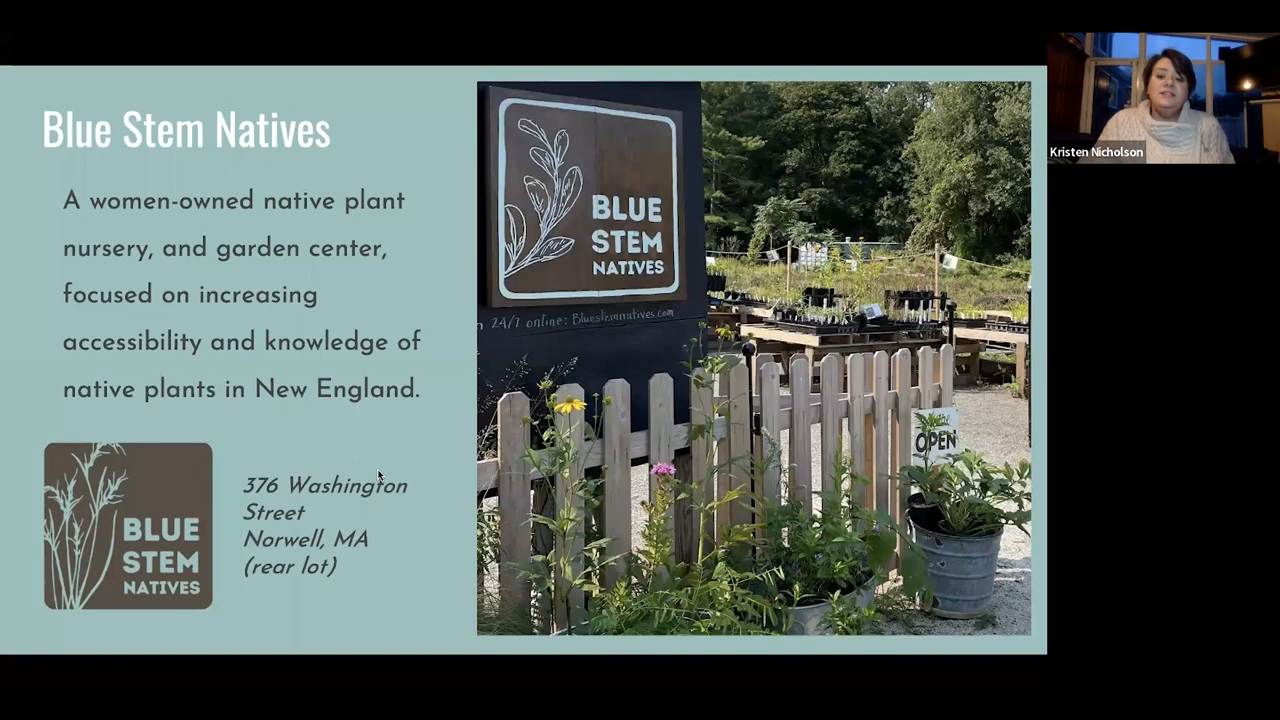 Blue Stem Natives
A women-owned native plant
nursery, and garden center,
focused on increasing
accessibility and knowledge of
native plants in New England.
BLUE
STEM
NATIVES
376 Washington
Street
Norwell, MA
(rear lot)
BLUE
STEM
NATIVES
24/7 online: Bluestemnatives.com
OPEN
Kristen Nicholson